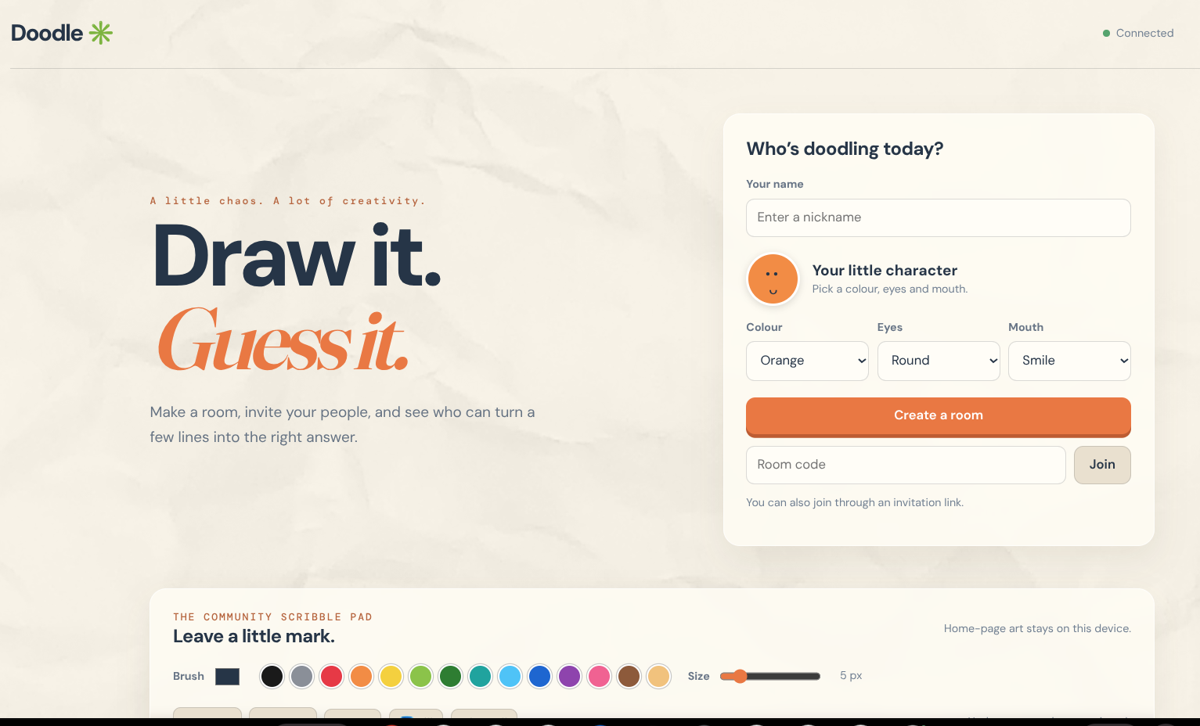 Doodle
Connected
A little chaos. A lot of creativity.
Draw it.
Guess it.
Make a room, invite your people, and see who can turn a
few lines into the right answer.
Who's doodling today?
Your name
Enter a nickname
Your little character
Pick a colour, eyes and mouth.
Colour
Eyes
Mouth
Orange
Round
Smile
Create a room
Room code
Join
You can also join through an invitation link.
THE COMMUNITY SCRIBBLE PAD
Leave a little mark.
Home-page art stays on this device.
Brush
Size
5 px